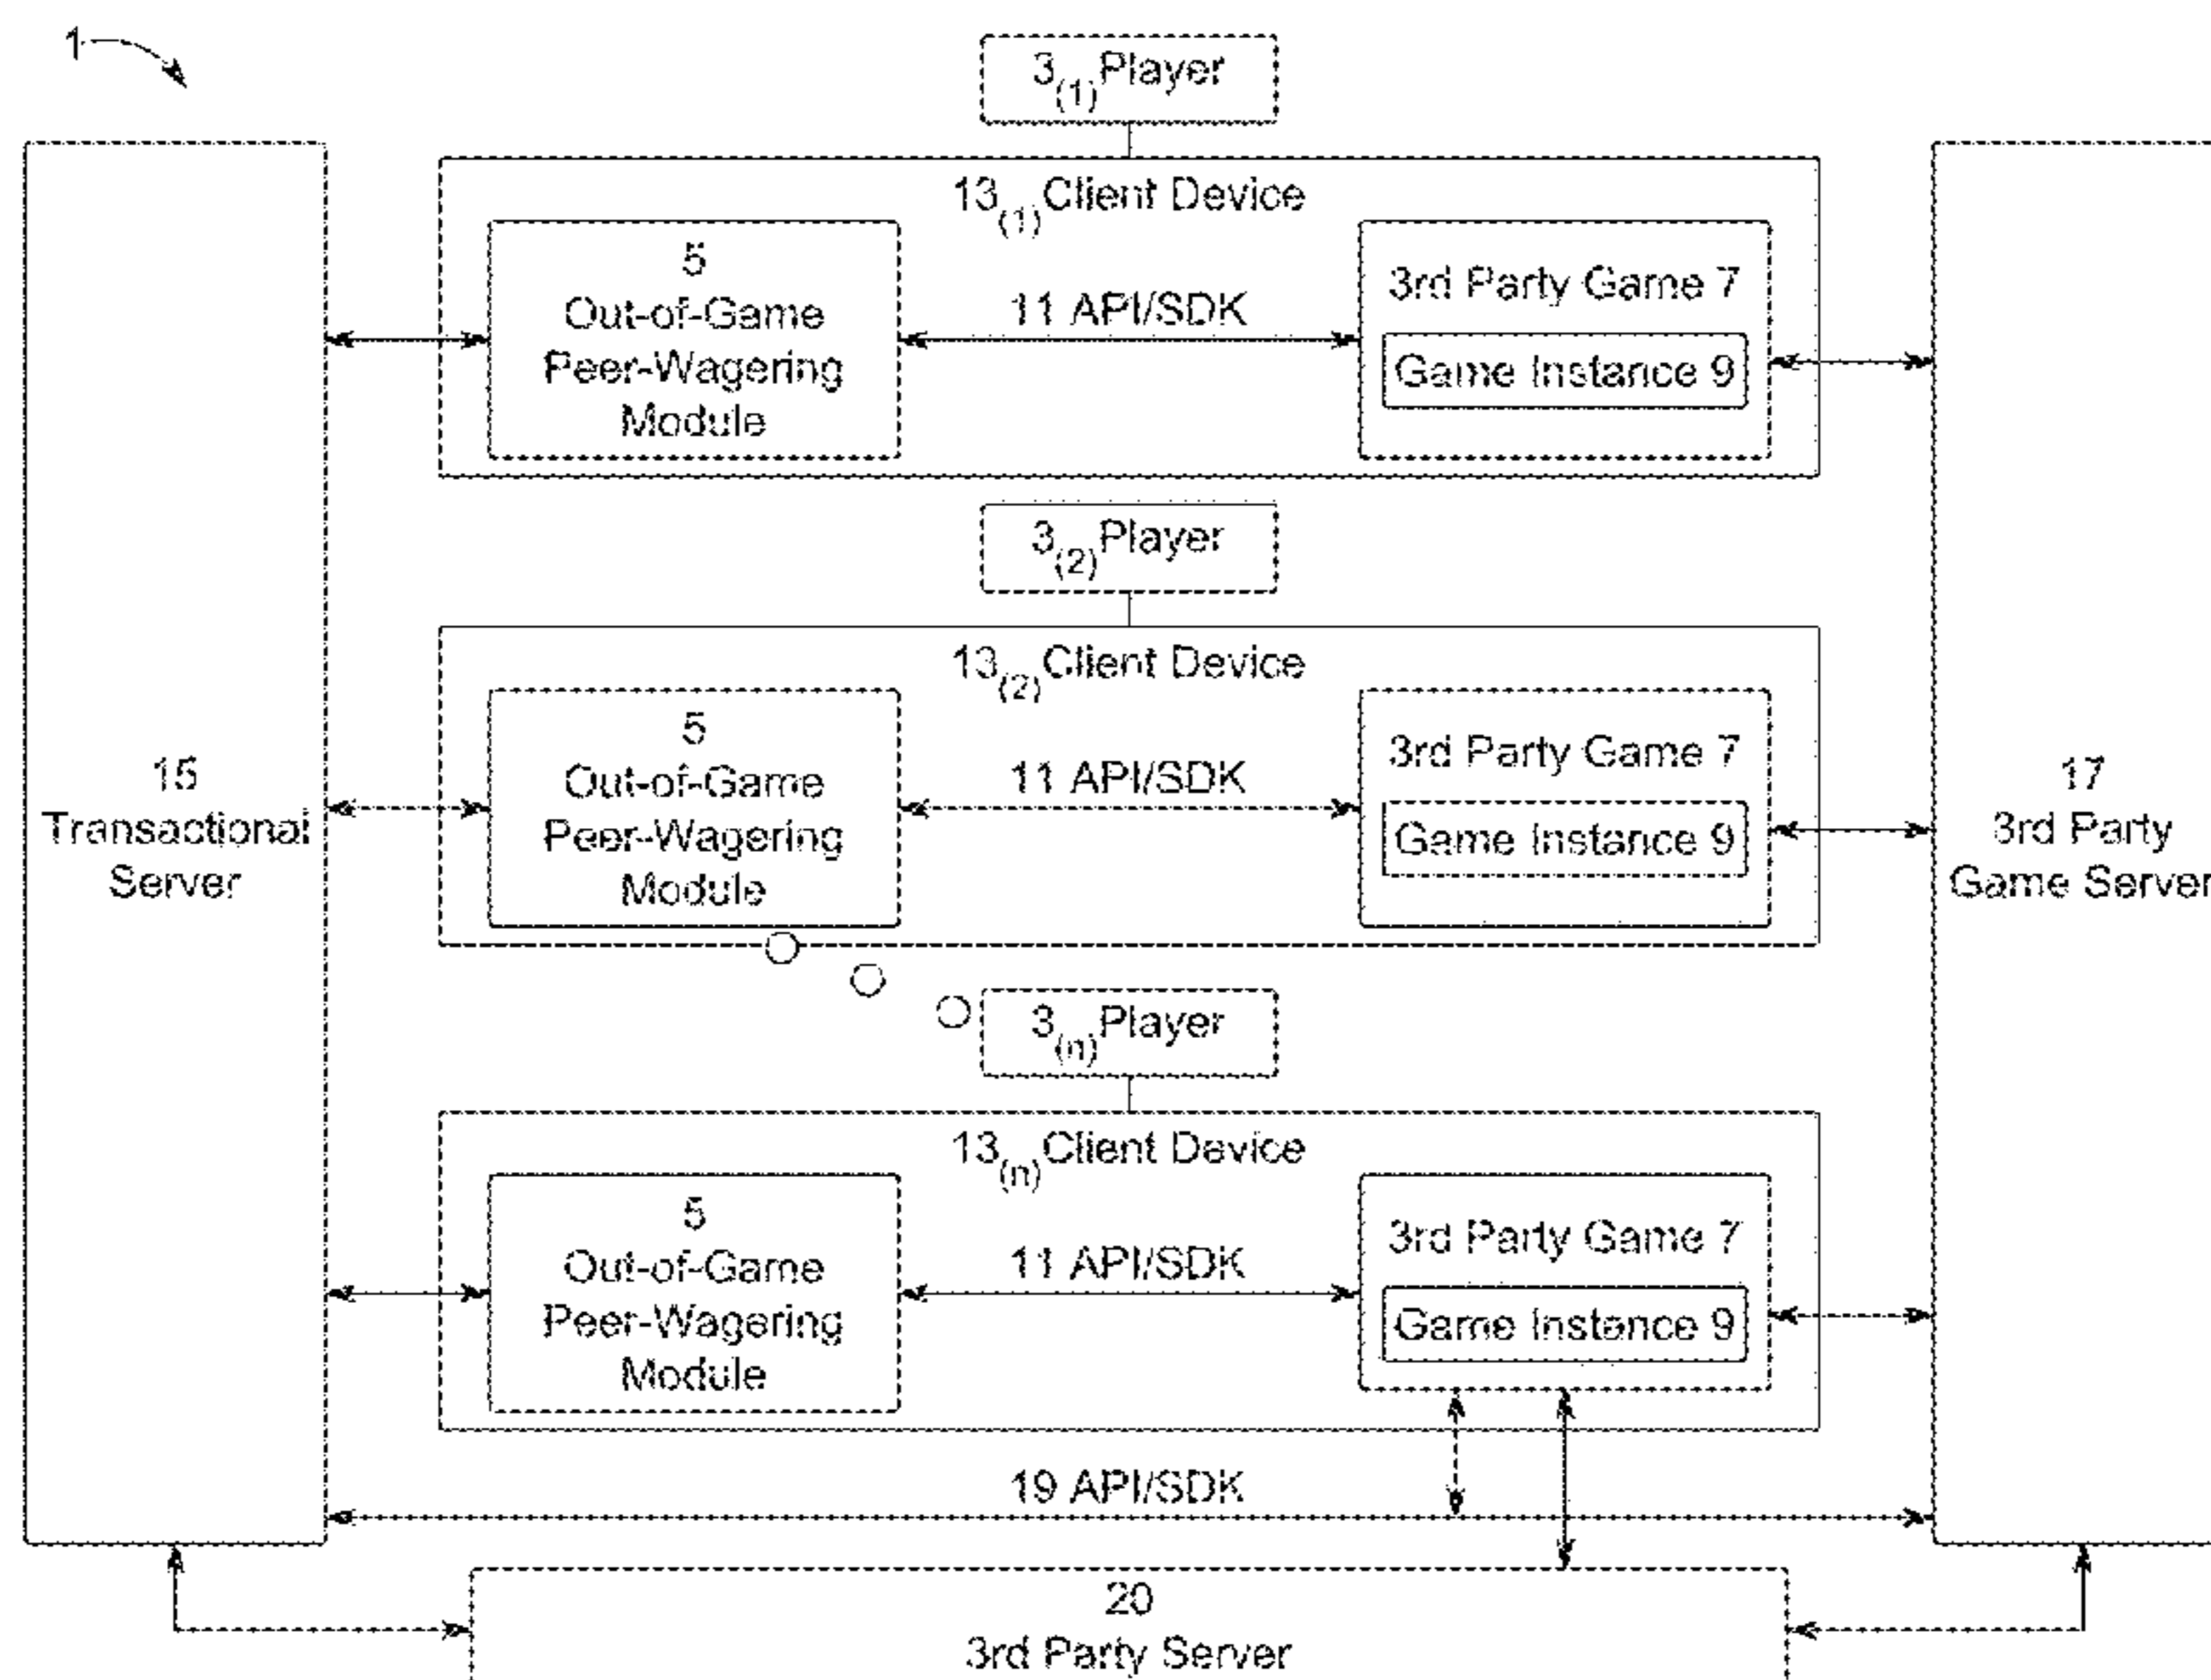 1
3(1) Player
13(1) Client Device
5
Out-of-Game
Peer-Wagering
Module
11 API/SDK
3rd Party Game 7
Game Instance 9
3(2) Player
13(2) Client Device
5
Out-of-Game
Peer-Wagering
Module
11 API/SDK
3rd Party Game 7
Game Instance 9
15
Transactional
Server
17
3rd Party
Game Server
3(n) Player
13(n) Client Device
5
Out-of-Game
Peer-Wagering
Module
11 API/SDK
3rd Party Game 7
Game Instance 9
19 API/SDK
20
3rd Party Server